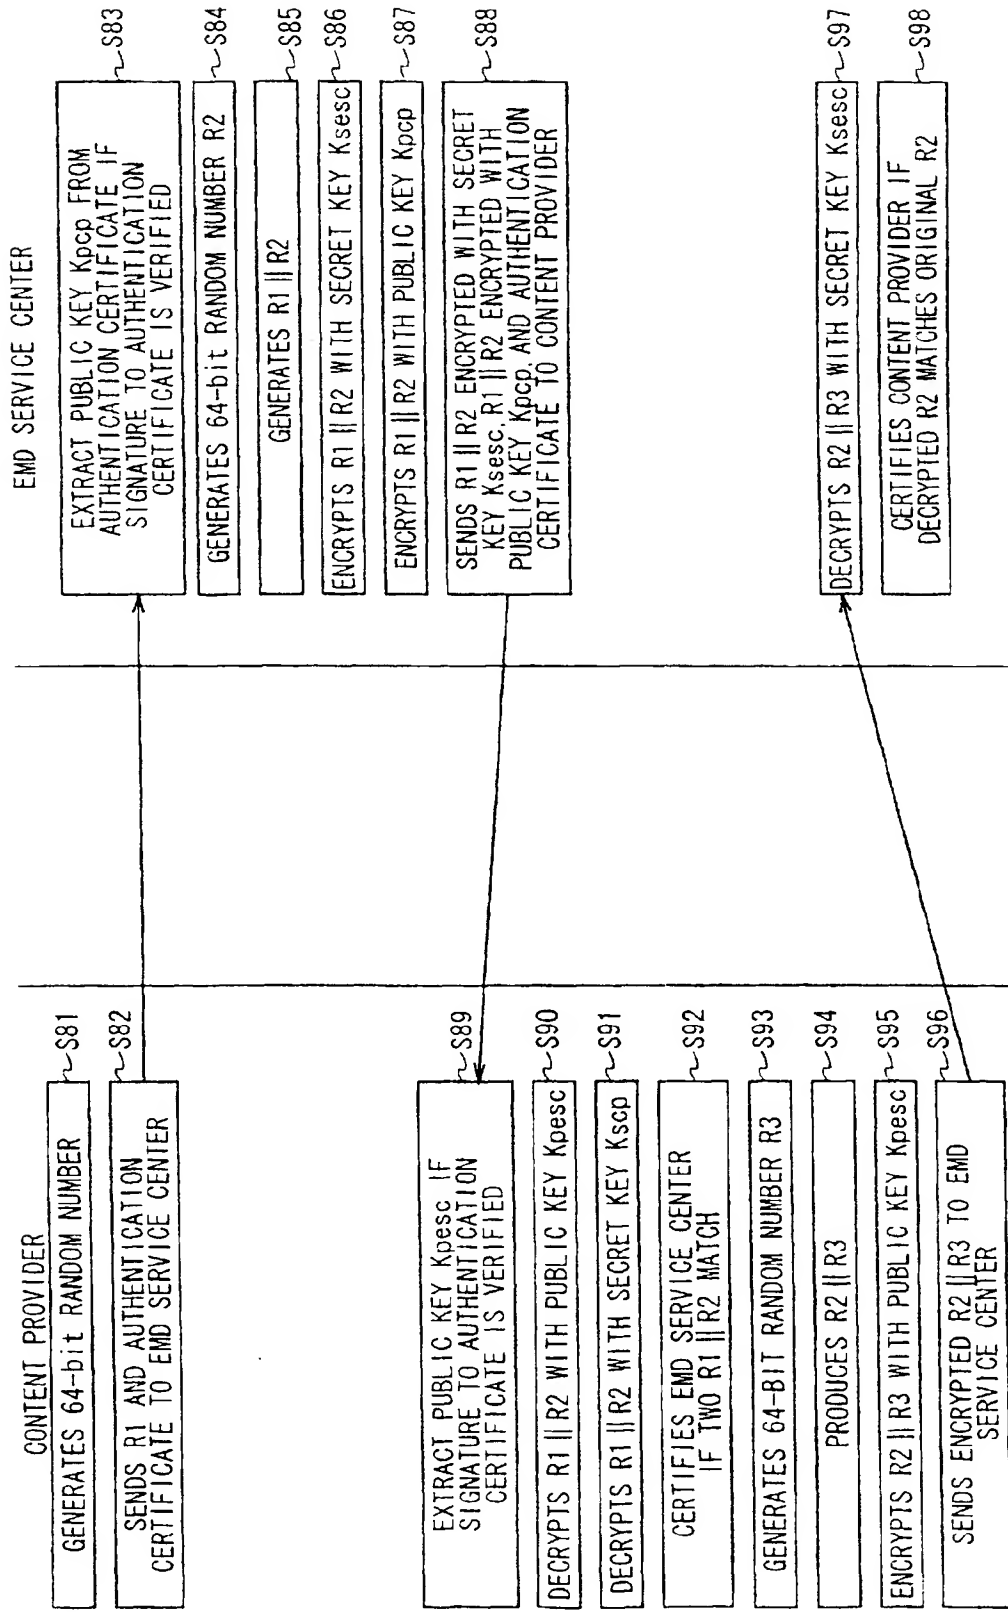 CONTENT PROVIDER
GENERATES 64-bit RANDOM NUMBER
S81
SENDS R1 AND AUTHENTICATION
CERTIFICATE TO EMD SERVICE CENTER
S82
EMD SERVICE CENTER
EXTRACT PUBLIC KEY Kpcp FROM
AUTHENTICATION CERTIFICATE IF
SIGNATURE TO AUTHENTICATION
CERTIFICATE IS VERIFIED
S83
GENERATES 64-bit RANDOM NUMBER R2
S84
GENERATES R1 || R2
S85
ENCRYPTS R1 || R2 WITH SECRET KEY Ksesc
S86
ENCRYPTS R1 || R2 WITH PUBLIC KEY Kpcp
S87
SENDS R1 || R2 ENCRYPTED WITH SECRET
KEY Ksesc, R1 || R2 ENCRYPTED WITH
PUBLIC KEY Kpcp, AND AUTHENTICATION
CERTIFICATE TO CONTENT PROVIDER
S88
EXTRACT PUBLIC KEY Kpesc IF
SIGNATURE TO AUTHENTICATION
CERTIFICATE IS VERIFIED
S89
DECRYPTS R1 || R2 WITH PUBLIC KEY Kpesc
S90
DECRYPTS R1 || R2 WITH SECRET KEY Kscp
S91
CERTIFIES EMD SERVICE CENTER
IF TWO R1 || R2 MATCH
S92
GENERATES 64-BIT RANDOM NUMBER R3
S93
PRODUCES R2 || R3
S94
ENCRYPTS R2 || R3 WITH PUBLIC KEY Kpesc
S95
SENDS ENCRYPTED R2 || R3 TO EMD
SERVICE CENTER
S96
DECRYPTS R2 || R3 WITH SECRET KEY Ksesc
S97
CERTIFIES CONTENT PROVIDER IF
DECRYPTED R2 MATCHES ORIGINAL R2
S98